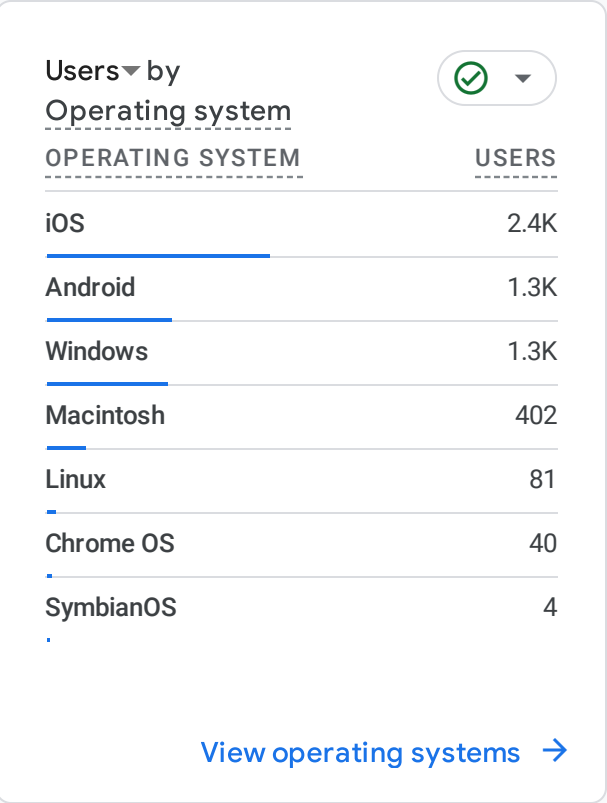 Users by
Operating system
OPERATING SYSTEM USERS
iOS 2.4K
Android 1.3K
Windows 1.3K
Macintosh 402
Linux 81
Chrome OS 40
SymbianOS 4
View operating systems